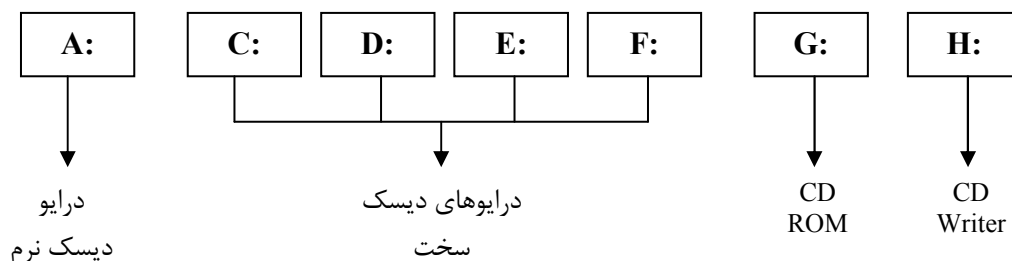 A: C: D: E: F: G: H:
درایو
دیسک نرم
درایوهای دیسک
سخت
CD
ROM
CD
Writer